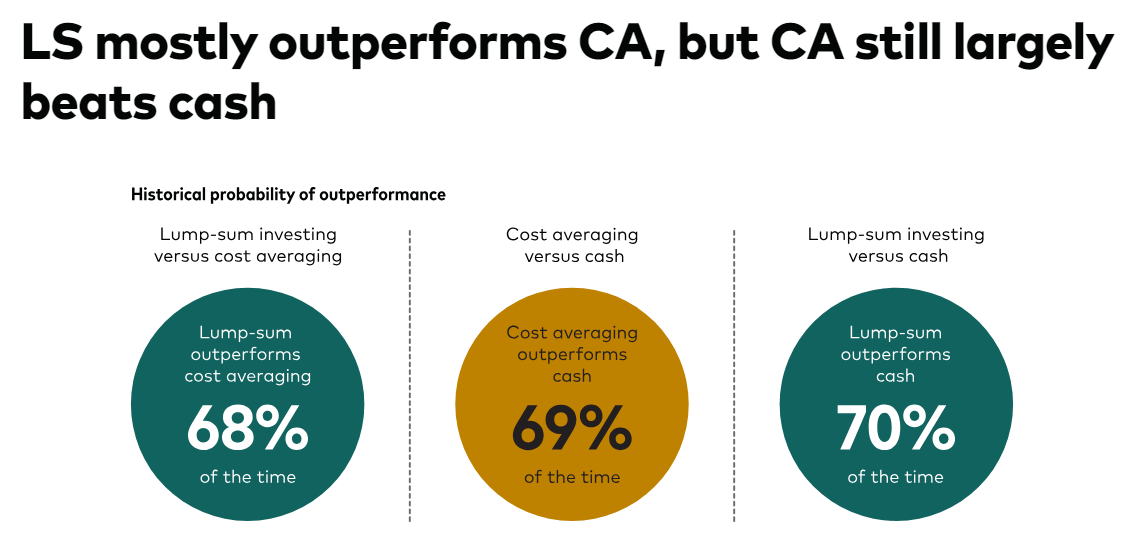 LS mostly outperforms CA, but CA still largely
beats cash
Historical probability of outperformance
Lump-sum investing
versus cost averaging
Lump-sum
outperforms
cost averaging
68%
of the time
Cost averaging
versus cash
Cost averaging
outperforms
cash
69%
of the time
Lump-sum investing
versus cash
Lump-sum
outperforms
cash
70%
of the time